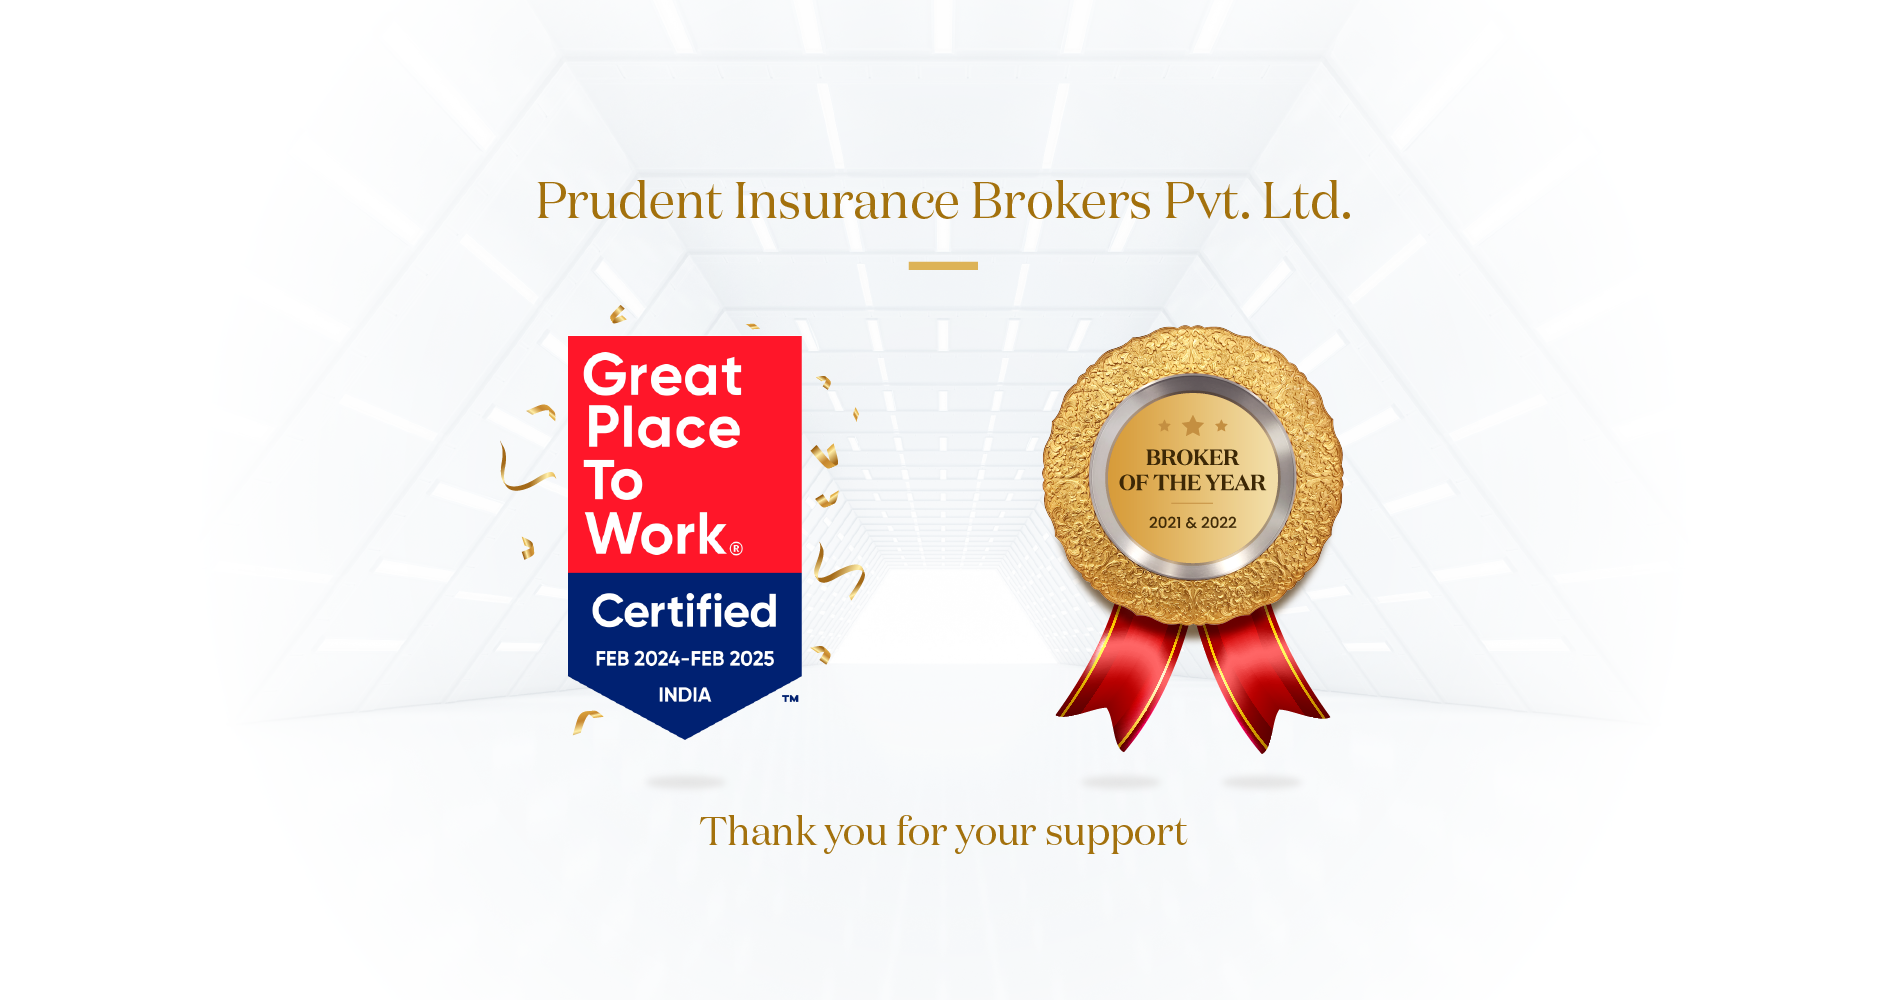 Prudent Insurance Brokers Pvt. Ltd.
Great
Place
To
Work®
Certified
FEB 2024-FEB 2025
INDIA
™
BROKER
OF THE YEAR
2021 & 2022
Thank you for your support